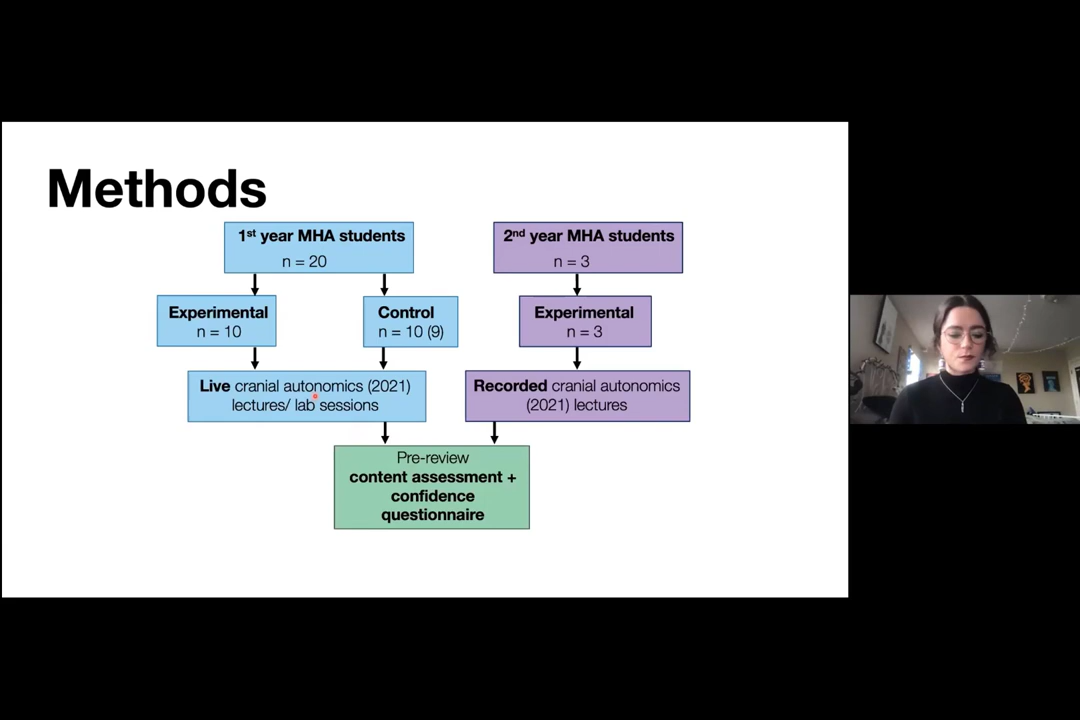 Methods
1st year MHA students
n = 20
2nd year MHA students
n = 3
Experimental
n = 10
Control
n = 10 (9)
Experimental
n = 3
Live cranial autonomics (2021)
lectures/ lab sessions
Recorded cranial autonomics
(2021) lectures
Pre-review
content assessment +
confidence
questionnaire